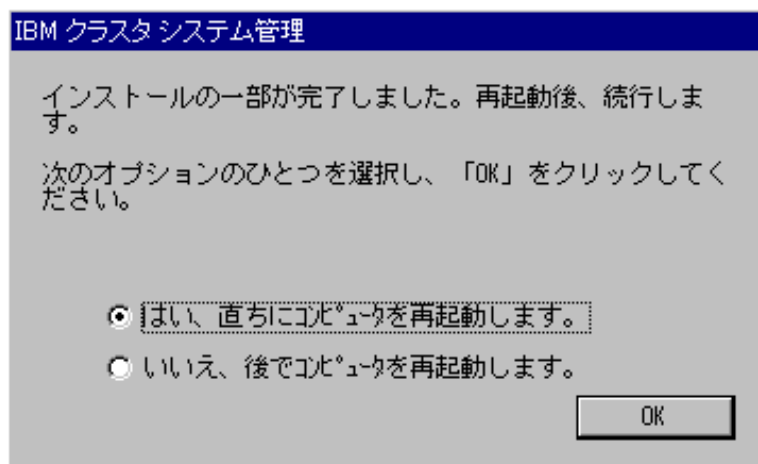 IBM クラスタ システム管理
インストールの一部が完了しました。再起動後、続行しま
す。
次のオプションのひとつを選択し、「OK」をクリックしてく
ださい。
はい、直ちにｺﾝﾋﾟｭｰﾀを再起動します。
いいえ、後でｺﾝﾋﾟｭｰﾀを再起動します。
OK